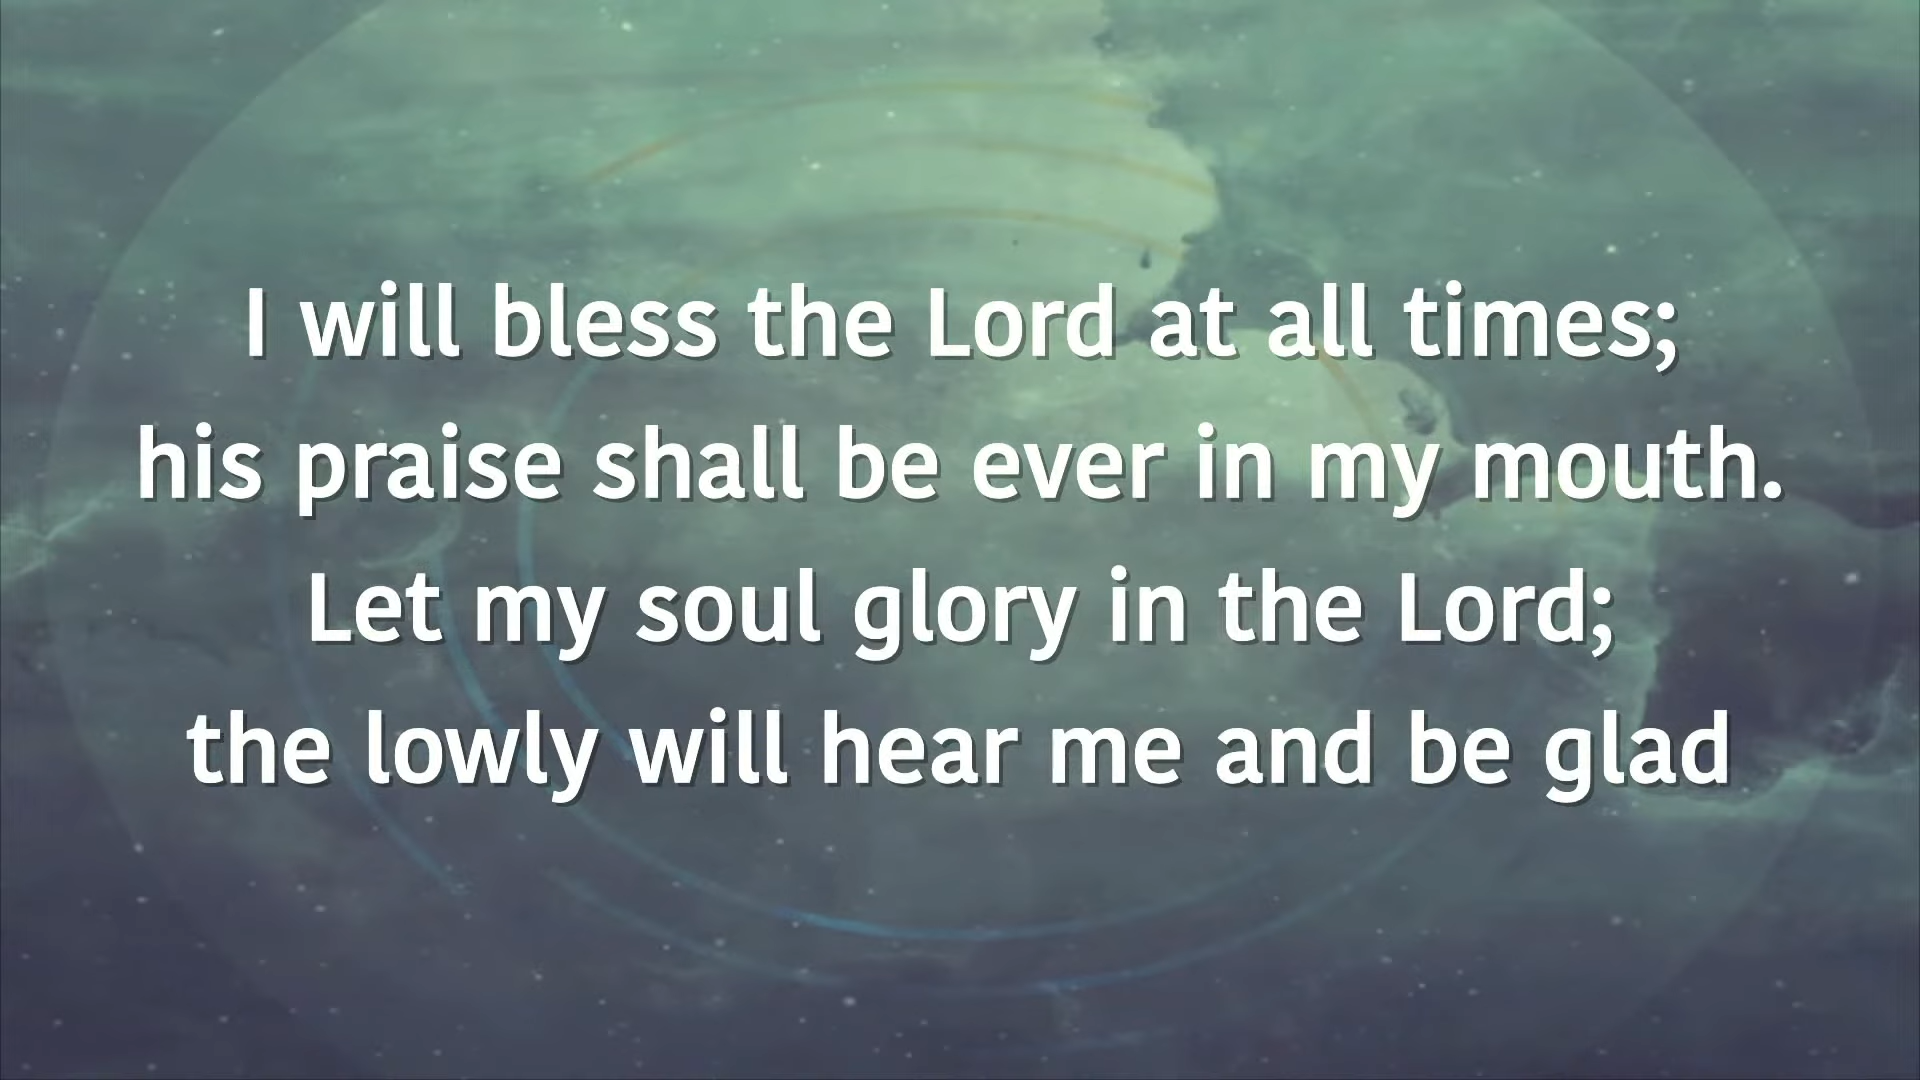 I will bless the Lord at all times;
his praise shall be ever in my mouth.
Let my soul glory in the Lord;
the lowly will hear me and be glad